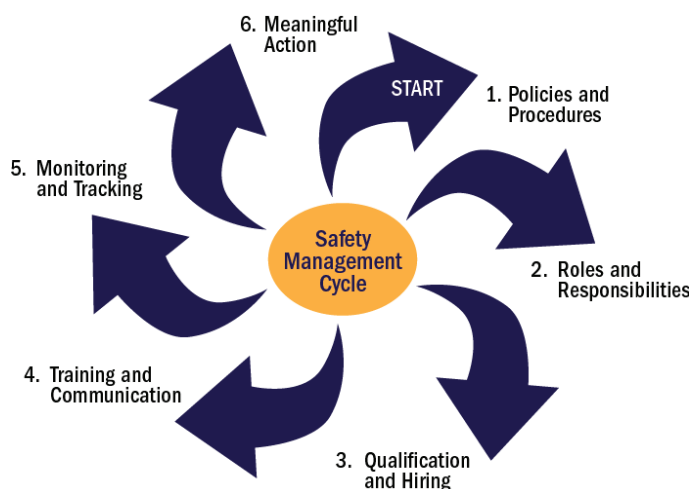 START
1. Policies and
Procedures
2. Roles and
Responsibilities
3. Qualification
and Hiring
4. Training and
Communication
5. Monitoring
and Tracking
6. Meaningful
Action
Safety
Management
Cycle